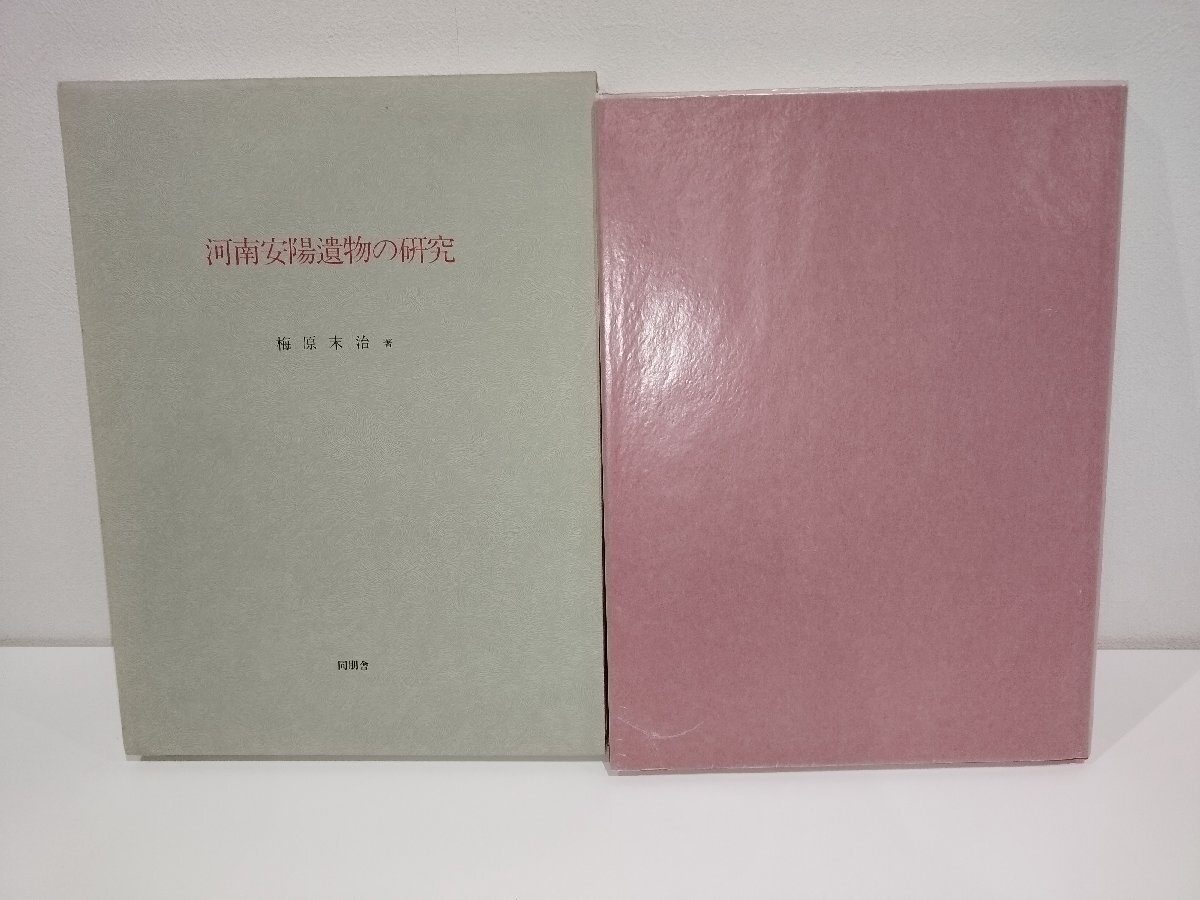 河南安陽遺物の研究
梅原末治 著
同朋舎